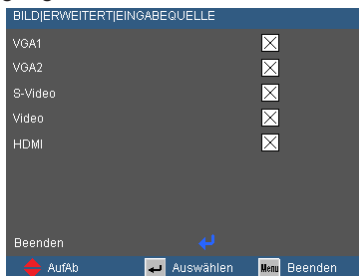 BILD|ERWEITERT|EINGABEQUELLE
VGA1
VGA2
S-Video
Video
HDMI
Beenden
AufAb Auswählen Menu Beenden